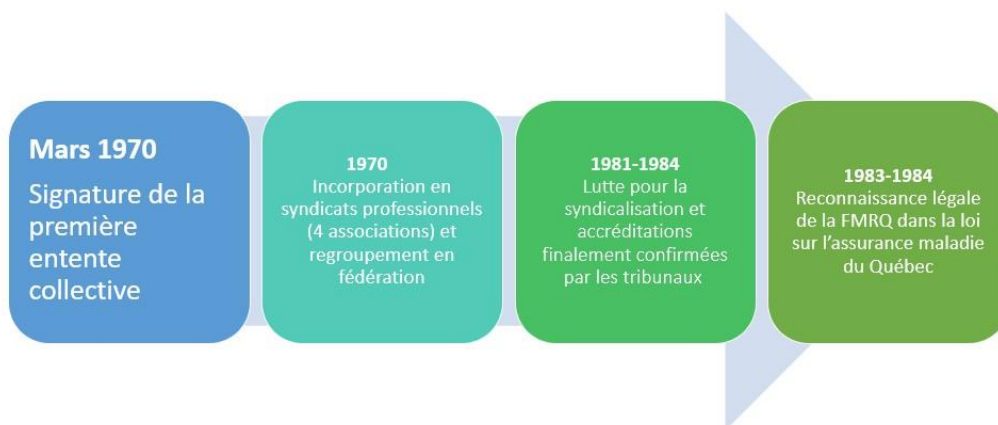 Mars 1970
Signature de la
première
entente
collective
1970
Incorporation en
syndicats professionnels
(4 associations) et
regroupement en
fédération
1981-1984
Lutte pour la
syndicalisation et
accréditations
finalement confirmées
par les tribunaux
1983-1984
Reconnaissance légale
de la FMRQ dans la loi
sur l’assurance maladie
du Québec